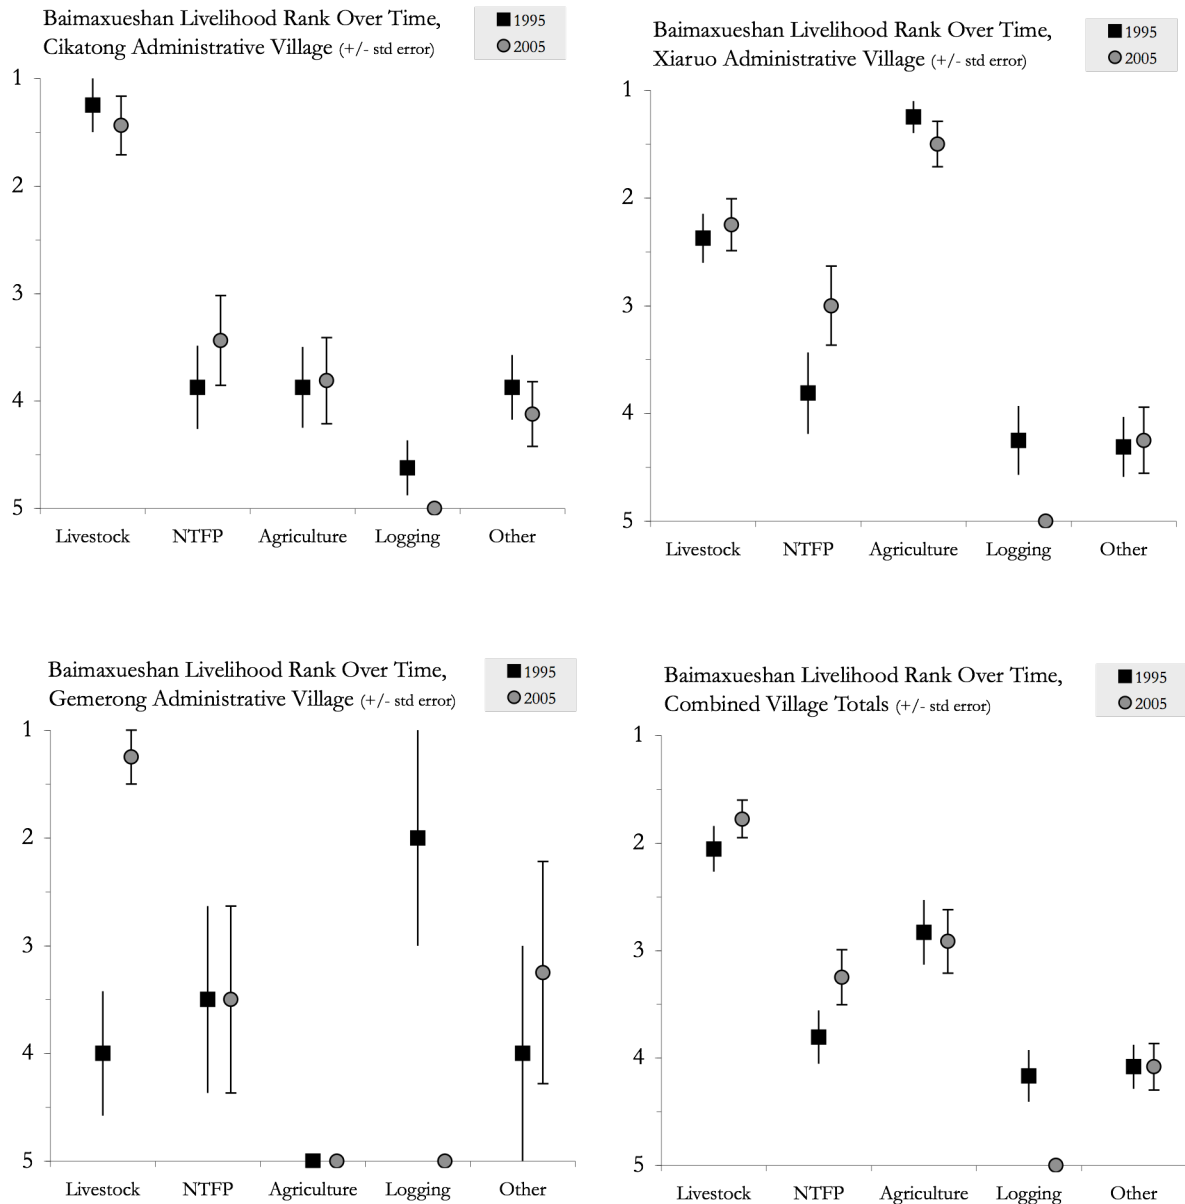 Baimaxueshan Livelihood Rank Over Time,
Cikatong Administrative Village (+/- std error)
1995
2005
1
2
3
4
5
Livestock NTFP Agriculture Logging Other
Baimaxueshan Livelihood Rank Over Time,
Xiaruo Administrative Village (+/- std error)
1995
2005
1
2
3
4
5
Livestock NTFP Agriculture Logging Other
Baimaxueshan Livelihood Rank Over Time,
Gemerong Administrative Village (+/- std error)
1995
2005
1
2
3
4
5
Livestock NTFP Agriculture Logging Other
Baimaxueshan Livelihood Rank Over Time,
Combined Village Totals (+/- std error)
1995
2005
1
2
3
4
5
Livestock NTFP Agriculture Logging Other